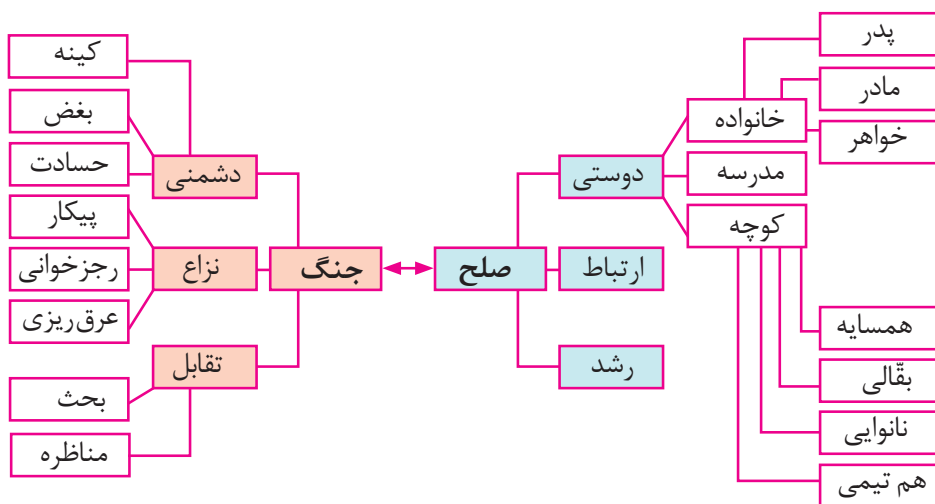 پدر
مادر
خواهر
خانواده
مدرسه
کوچه
همسایه
بقّالی
نانوایی
هم تیمی
دوستی
ارتباط
رشد
صلح
جنگ
دشمنی
نزاع
تقابل
کینه
بغض
حسادت
پیکار
رجزخوانی
عرق‌ریزی
بحث
مناظره